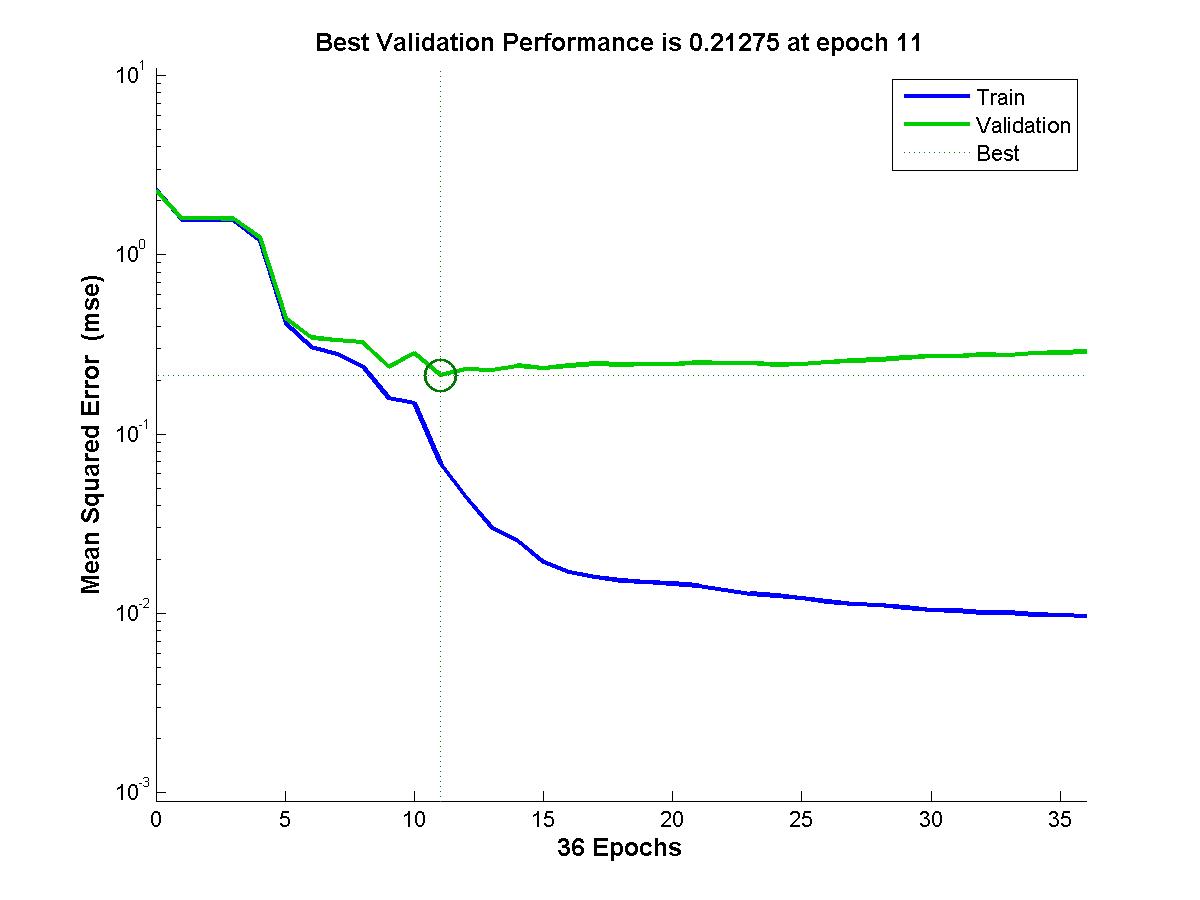 Best Validation Performance is 0.21275 at epoch 11
10^1
10^0
10^-1
10^-2
10^-3
Mean Squared Error (mse)
Train
Validation
Best
0 5 10 15 20 25 30 35
36 Epochs